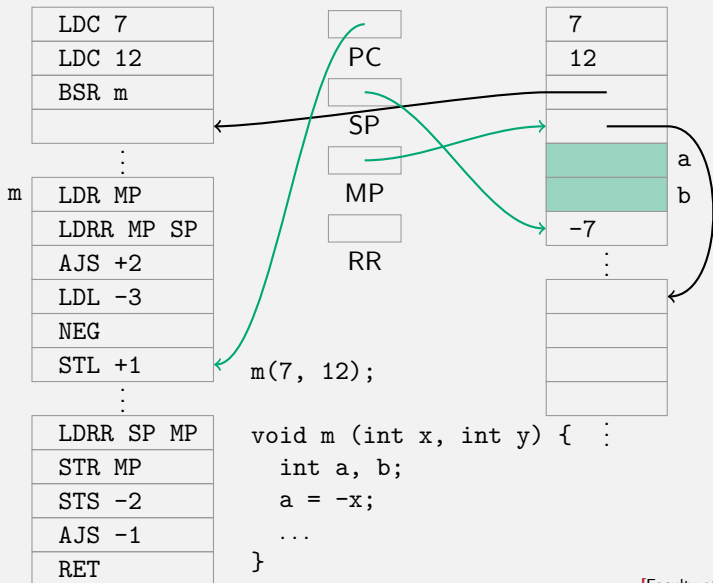 LDC 7
LDC 12
BSR m
⋮
m LDR MP
LDRR MP SP
AJS +2
LDL -3
NEG
STL +1
⋮
LDRR SP MP
STR MP
STS -2
AJS -1
RET
PC
SP
MP
RR
m(7, 12);
void m (int x, int y) {
int a, b;
a = -x;
...
}
7
12
a
b
-7
⋮
⋮